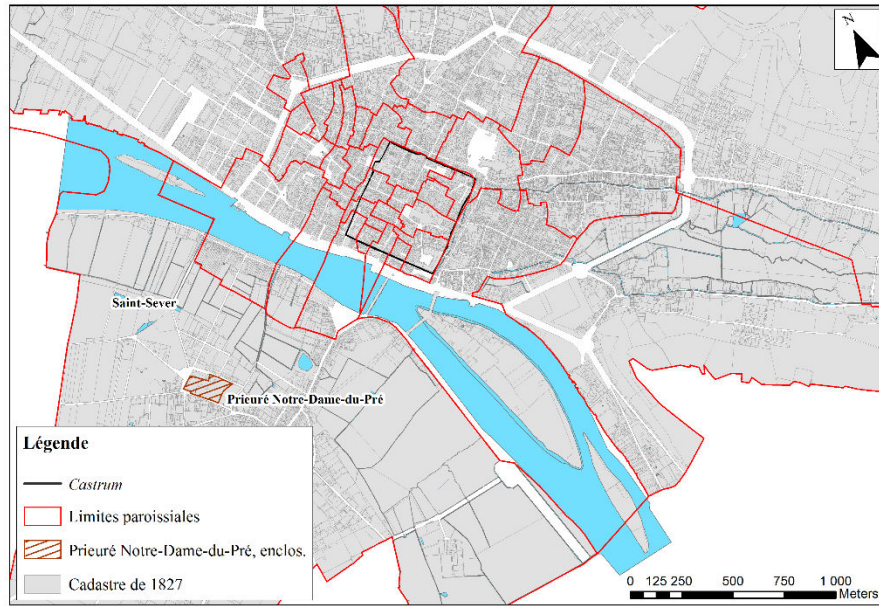 N
Saint-Sever
Prieuré Notre-Dame-du-Pré
Légende
Castrum
Limites paroissiales
Prieuré Notre-Dame-du-Pré, enclos.
Cadastre de 1827
0 125 250 500 750 1 000
Meters